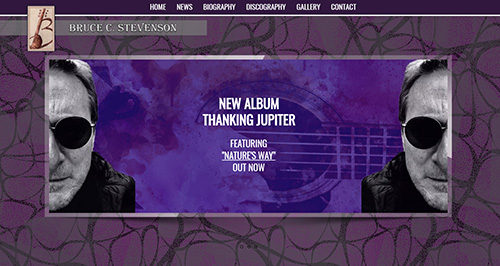 HOME NEWS BIOGRAPHY DISCOGRAPHY GALLERY CONTACT
BRUCE C. STEVENSON
NEW ALBUM
THANKING JUPITER
FEATURING
"NATURE'S WAY"
OUT NOW